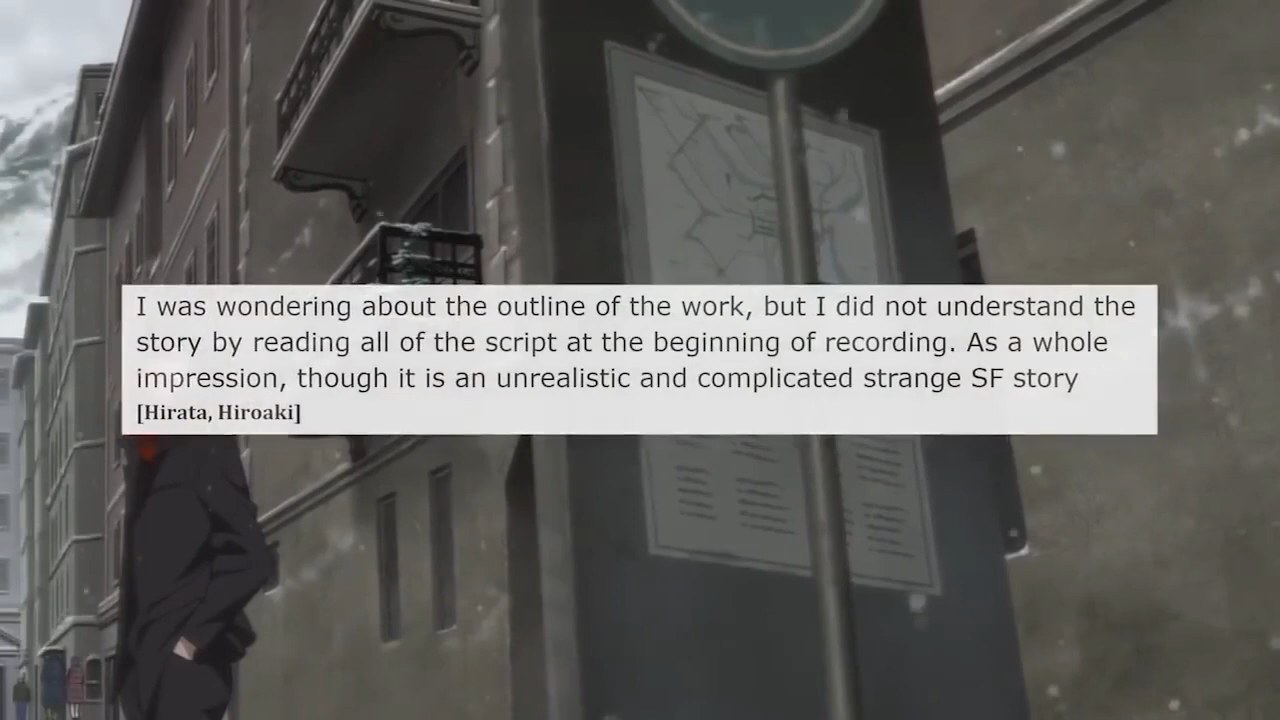 I was wondering about the outline of the work, but I did not understand the
story by reading all of the script at the beginning of recording. As a whole
impression, though it is an unrealistic and complicated strange SF story
[Hirata, Hiroaki]